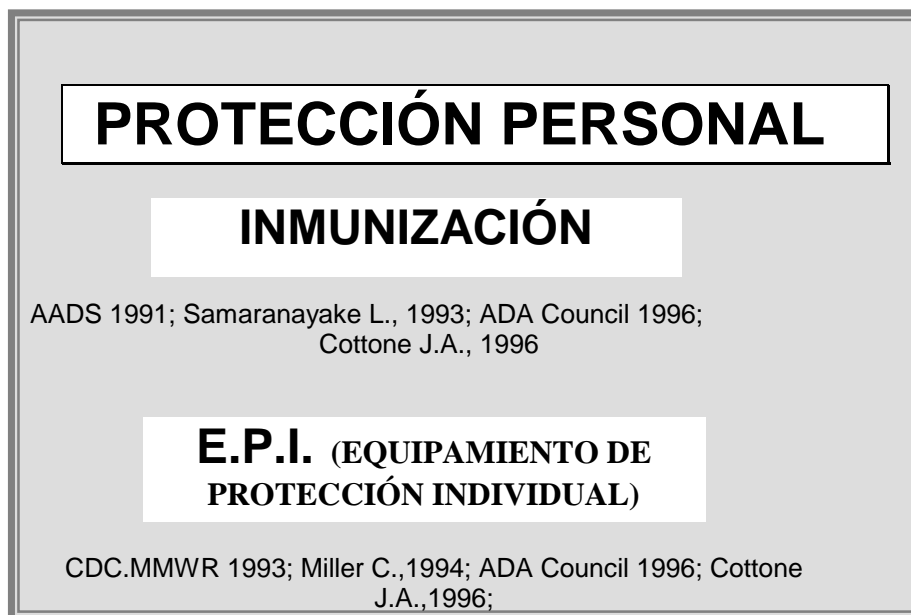 PROTECCIÓN PERSONAL
INMUNIZACIÓN
AADS 1991; Samaranayake L., 1993; ADA Council 1996;
Cottone J.A., 1996
E.P.I. (EQUIPAMIENTO DE
PROTECCIÓN INDIVIDUAL)
CDC.MMWR 1993; Miller C.,1994; ADA Council 1996; Cottone
J.A.,1996;